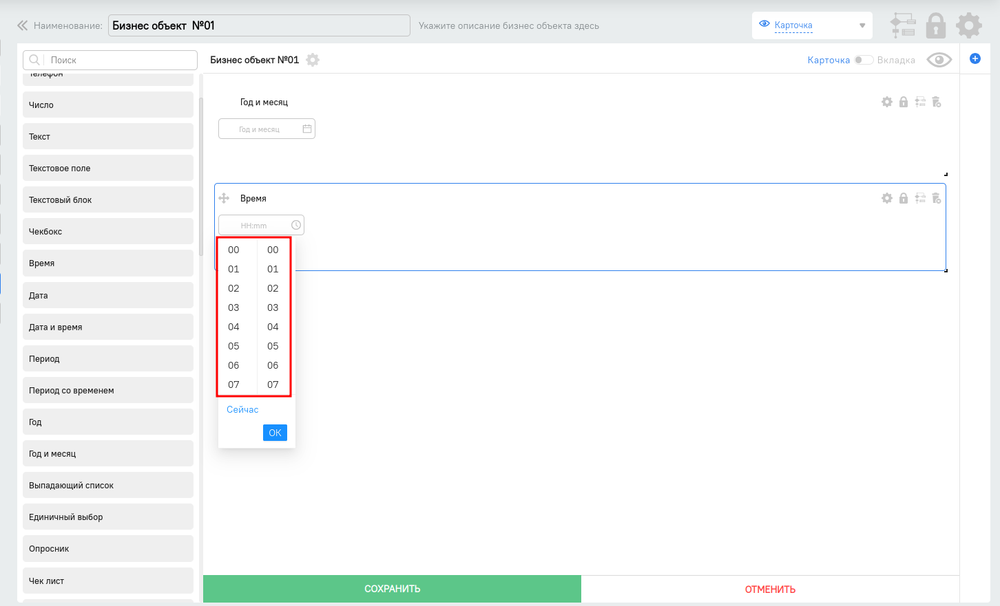 Наименование: Бизнес объект №01 Укажите описание бизнес объекта здесь Карточка
Поиск
Бизнес объект №01 Карточка Вкладка
Телефон
Число
Текст
Текстовое поле
Текстовый блок
Чекбокс
Время
Дата
Дата и время
Период
Период со временем
Год
Год и месяц
Выпадающий список
Единичный выбор
Опросник
Чек лист
Год и месяц
Год и месяц
Время
HH:mm
00 00
01 01
02 02
03 03
04 04
05 05
06 06
07 07
Сейчас
OK
СОХРАНИТЬ ОТМЕНИТЬ